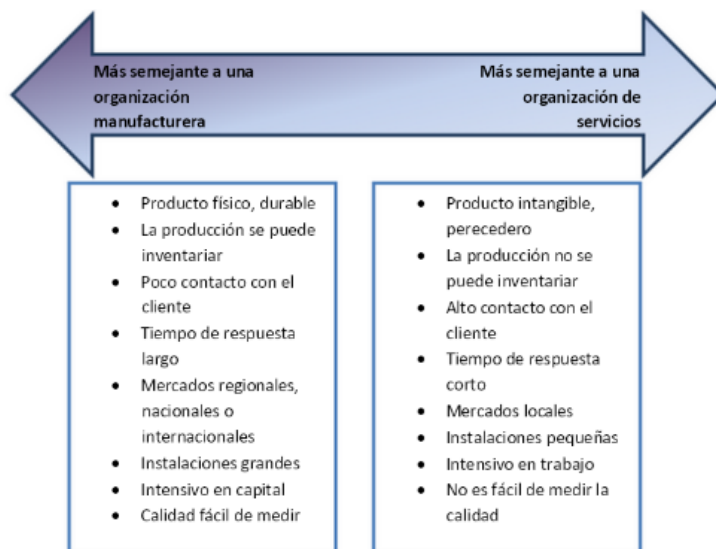 Más semejante a una
organización
manufacturera
Más semejante a una
organización de
servicios
• Producto físico, durable
• La producción se puede
inventariar
• Poco contacto con el
cliente
• Tiempo de respuesta
largo
• Mercados regionales,
nacionales o
internacionales
• Instalaciones grandes
• Intensivo en capital
• Calidad fácil de medir
• Producto intangible,
perecedero
• La producción no se
puede inventariar
• Alto contacto con el
cliente
• Tiempo de respuesta
corto
• Mercados locales
• Instalaciones pequeñas
• Intensivo en trabajo
• No es fácil de medir la
calidad